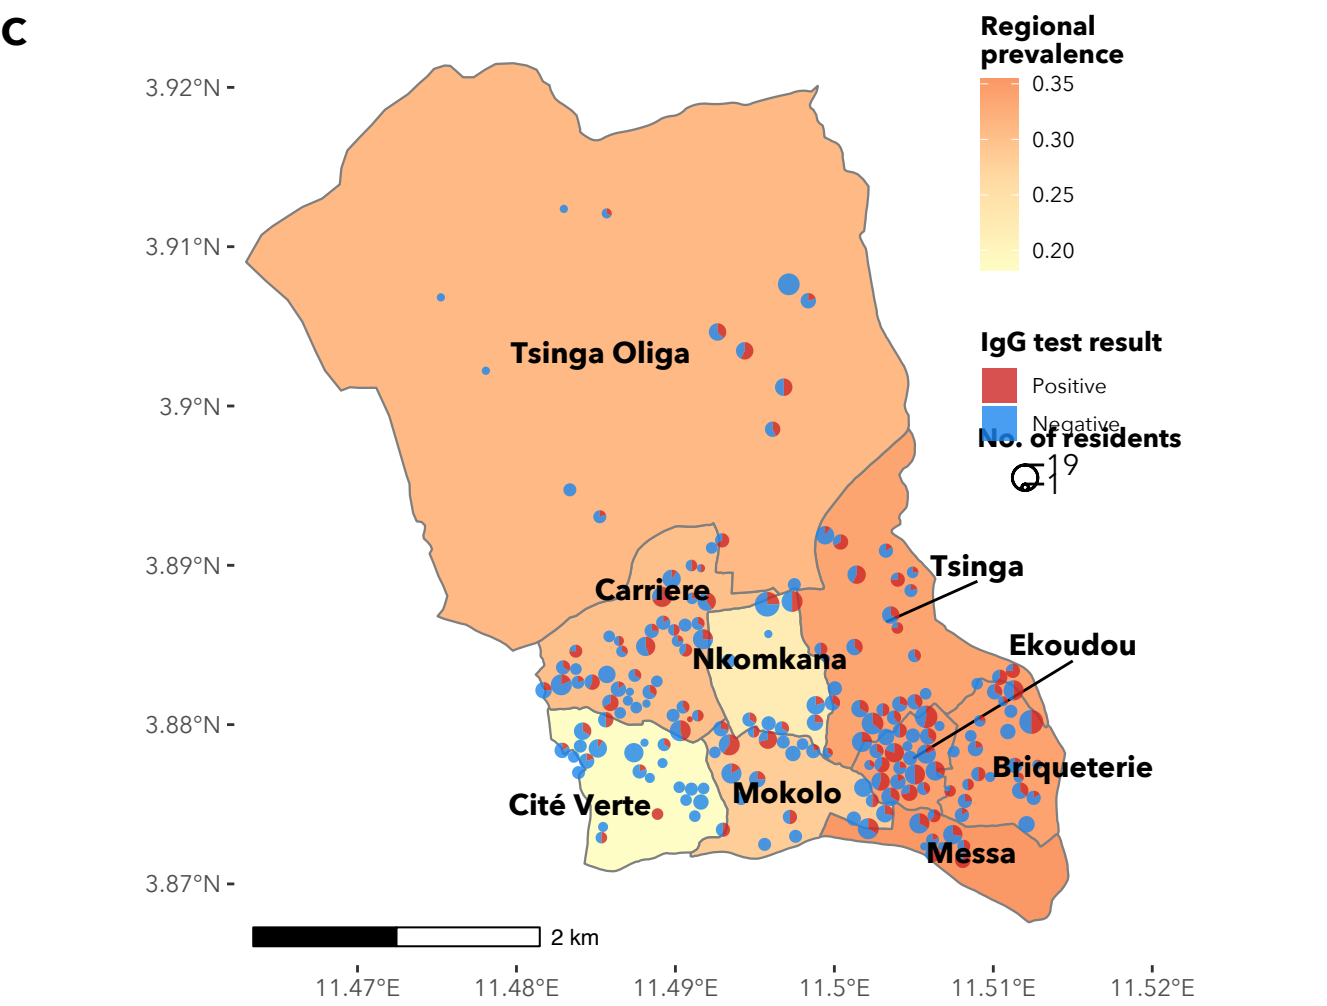 C
Regional
prevalence
0.35
0.30
0.25
0.20
IgG test result
Positive
Negative
No. of residents
19
1
3.92°N
3.91°N
3.9°N
3.89°N
3.88°N
3.87°N
Tsinga Oliga
Tsinga
Carriere
Ekoudou
Nkomkana
Briqueterie
Mokolo
Cité Verte
Messa
2 km
11.47°E
11.48°E
11.49°E
11.5°E
11.51°E
11.52°E